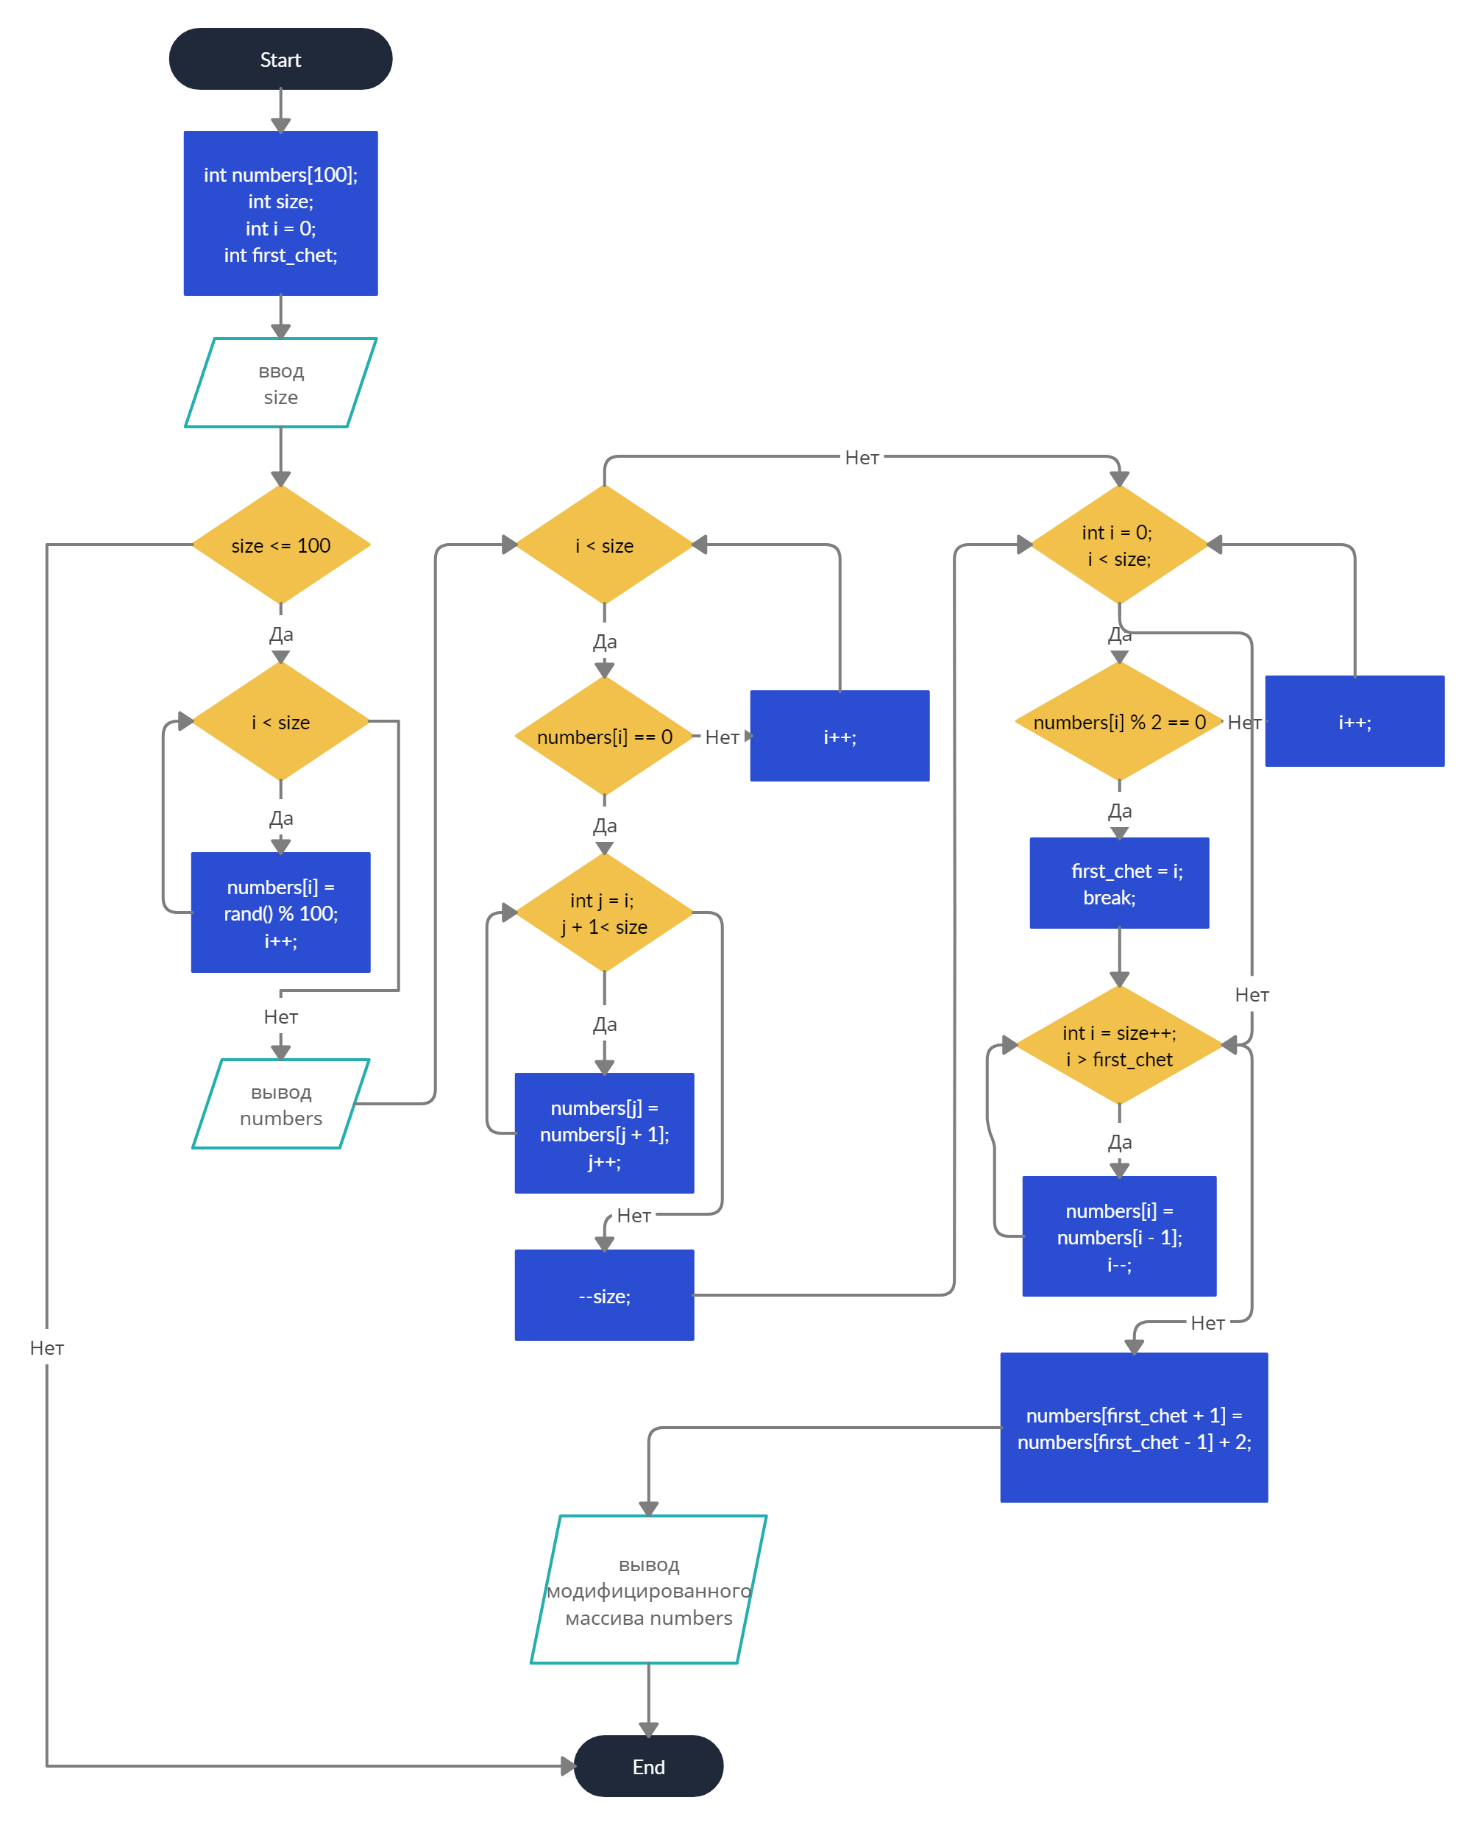 Start
int numbers[100];
int size;
int i = 0;
int first_chet;
ввод
size
size <= 100
Да
i < size
Да
numbers[i] =
rand() % 100;
i++;
Нет
вывод
numbers
Нет
i < size
Нет
Да
numbers[i] == 0
Нет
i++;
Да
int j = i;
j + 1< size
Да
numbers[j] =
numbers[j + 1];
j++;
Нет
--size;
int i = 0;
i < size;
Да
numbers[i] % 2 == 0
Нет
i++;
Да
first_chet = i;
break;
Нет
int i = size++;
i > first_chet
Да
numbers[i] =
numbers[i - 1];
i--;
Нет
numbers[first_chet + 1] =
numbers[first_chet - 1] + 2;
вывод
модифицированного
массива numbers
End